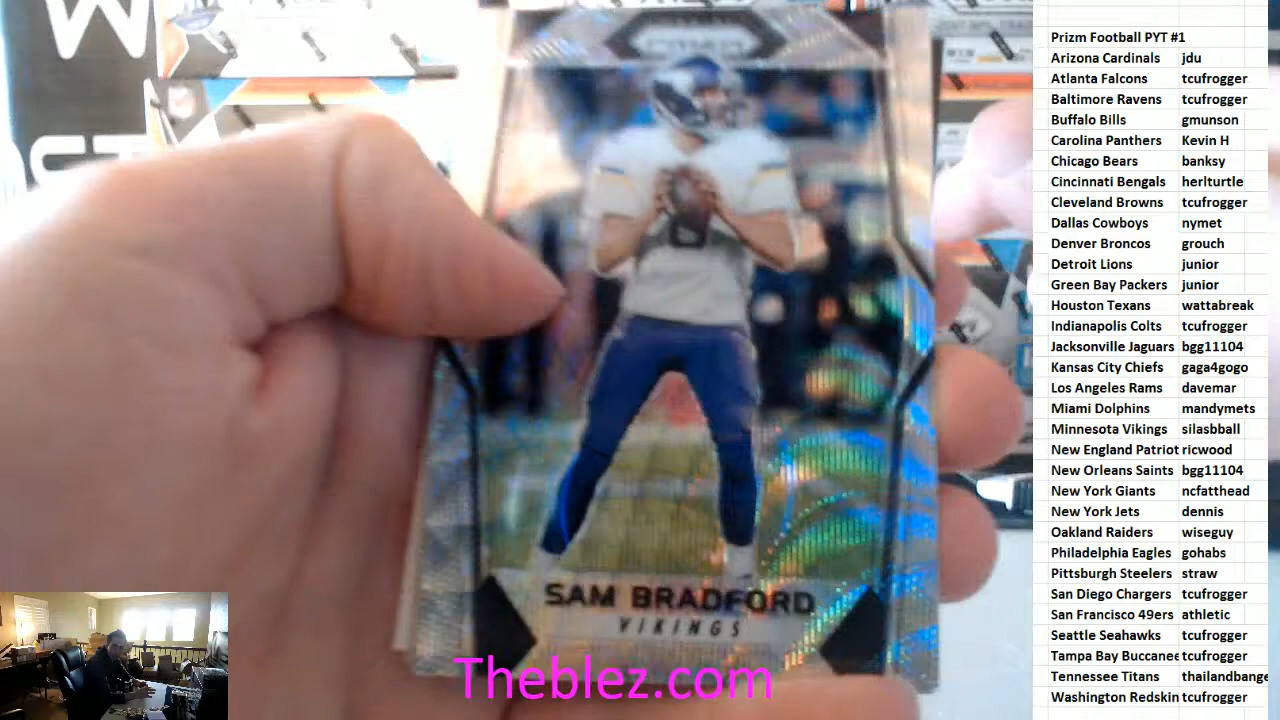 PRIZM
SAM BRADFORD
VIKINGS
Theblez.com
Prizm Football PYT #1
Arizona Cardinals jdu
Atlanta Falcons tcufrogger
Baltimore Ravens tcufrogger
Buffalo Bills gmunson
Carolina Panthers Kevin H
Chicago Bears banksy
Cincinnati Bengals herlturtle
Cleveland Browns tcufrogger
Dallas Cowboys nymet
Denver Broncos grouch
Detroit Lions junior
Green Bay Packers junior
Houston Texans wattabreak
Indianapolis Colts tcufrogger
Jacksonville Jaguars bgg11104
Kansas City Chiefs gaga4gogo
Los Angeles Rams davemar
Miami Dolphins mandymets
Minnesota Vikings silasbball
New England Patriot ricwood
New Orleans Saints bgg11104
New York Giants ncfatthead
New York Jets dennis
Oakland Raiders wiseguy
Philadelphia Eagles gohabs
Pittsburgh Steelers straw
San Diego Chargers tcufrogger
San Francisco 49ers athletic
Seattle Seahawks tcufrogger
Tampa Bay Buccanee tcufrogger
Tennessee Titans thailandbange
Washington Redskin tcufrogger